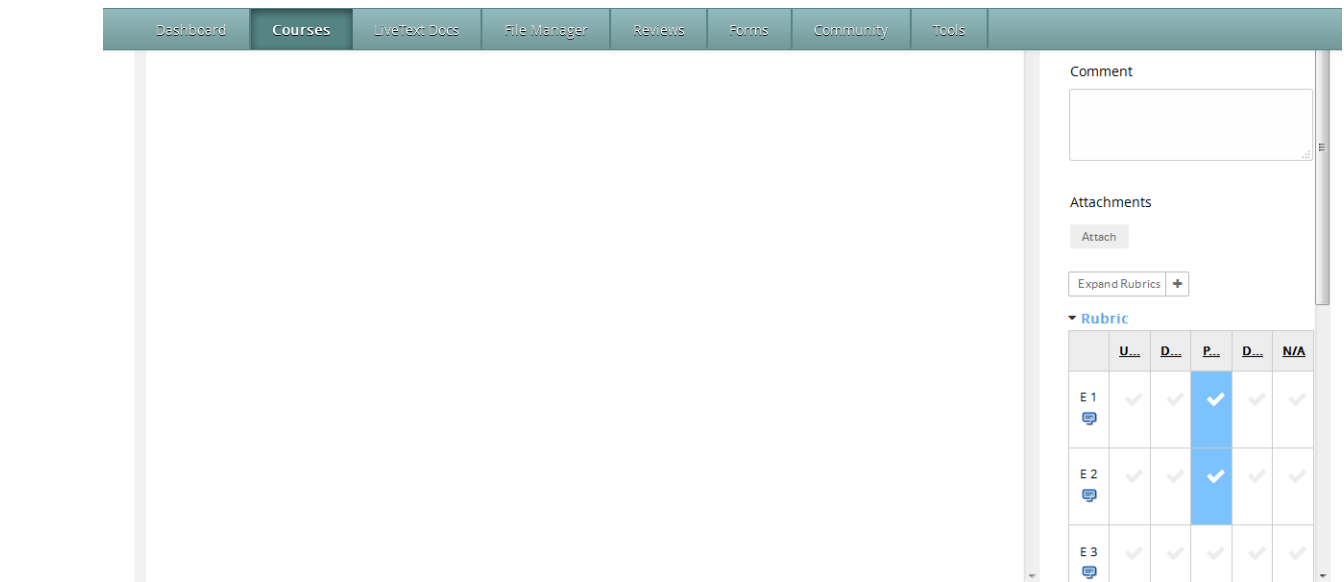 Dashboard Courses LiveText Docs File Manager Reviews Forms Community Tools
Comment
Attachments
Attach
Expand Rubrics +
Rubric
U... D... P... D... N/A
E 1
E 2
E 3